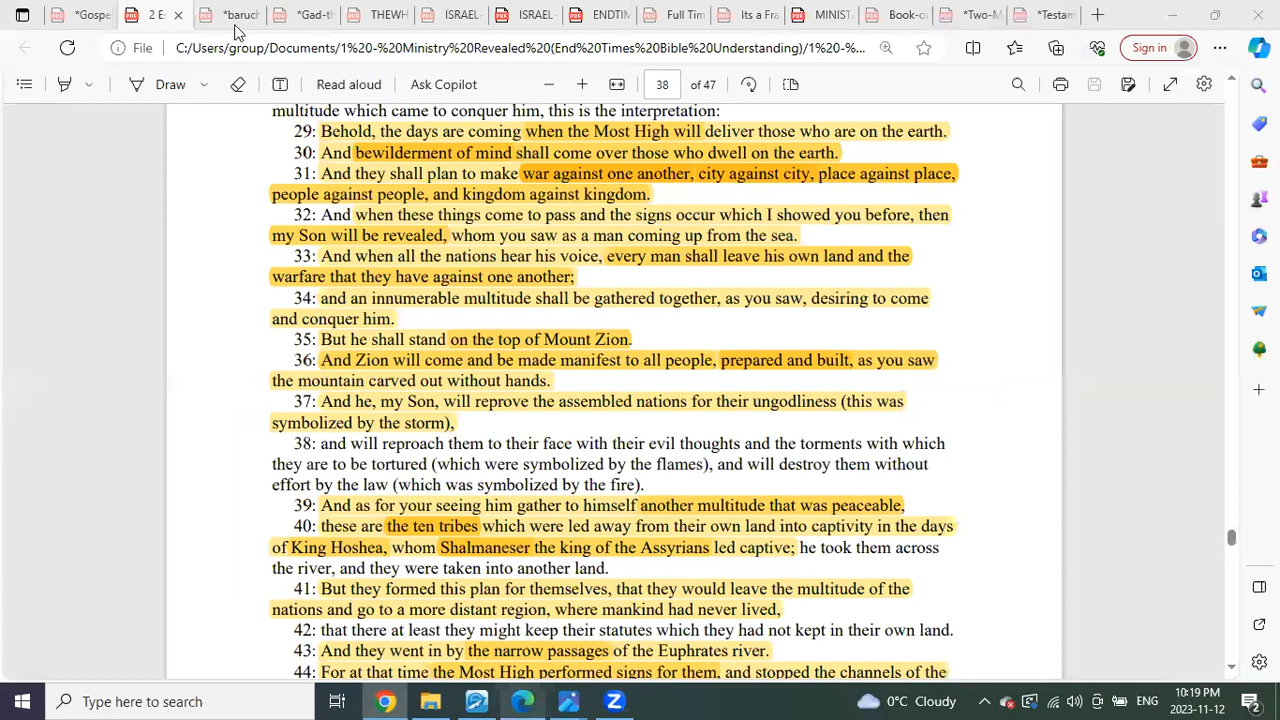 *Gospe
2 Es
*baruch
*Gad-th
THEWH
ISRAEL-
ISRAEL-
ENDTIM
Full Tim
Its a Fra
MINIST
Book-o
*Two-M
*Testam
File C:/Users/group/Documents/1%20-%20Ministry%20Revealed%20(End%20Times%20Bible%20Understanding)/1%20-%... Sign in
Draw Read aloud Ask Copilot 38 of 47
multitude which came to conquer him, this is the interpretation:
29: Behold, the days are coming when the Most High will deliver those who are on the earth.
30: And bewilderment of mind shall come over those who dwell on the earth.
31: And they shall plan to make war against one another, city against city, place against place,
people against people, and kingdom against kingdom.
32: And when these things come to pass and the signs occur which I showed you before, then
my Son will be revealed, whom you saw as a man coming up from the sea.
33: And when all the nations hear his voice, every man shall leave his own land and the
warfare that they have against one another;
34: and an innumerable multitude shall be gathered together, as you saw, desiring to come
and conquer him.
35: But he shall stand on the top of Mount Zion.
36: And Zion will come and be made manifest to all people, prepared and built, as you saw
the mountain carved out without hands.
37: And he, my Son, will reprove the assembled nations for their ungodliness (this was
symbolized by the storm),
38: and will reproach them to their face with their evil thoughts and the torments with which
they are to be tortured (which were symbolized by the flames), and will destroy them without
effort by the law (which was symbolized by the fire).
39: And as for your seeing him gather to himself another multitude that was peaceable,
40: these are the ten tribes which were led away from their own land into captivity in the days
of King Hoshea, whom Shalmaneser the king of the Assyrians led captive; he took them across
the river, and they were taken into another land.
41: But they formed this plan for themselves, that they would leave the multitude of the
nations and go to a more distant region, where mankind had never lived,
42: that there at least they might keep their statutes which they had not kept in their own land.
43: And they went in by the narrow passages of the Euphrates river.
44: For at that time the Most High performed signs for them, and stopped the channels of the
Type here to search
0°C Cloudy
ENG
10:19 PM
2023-11-12
2